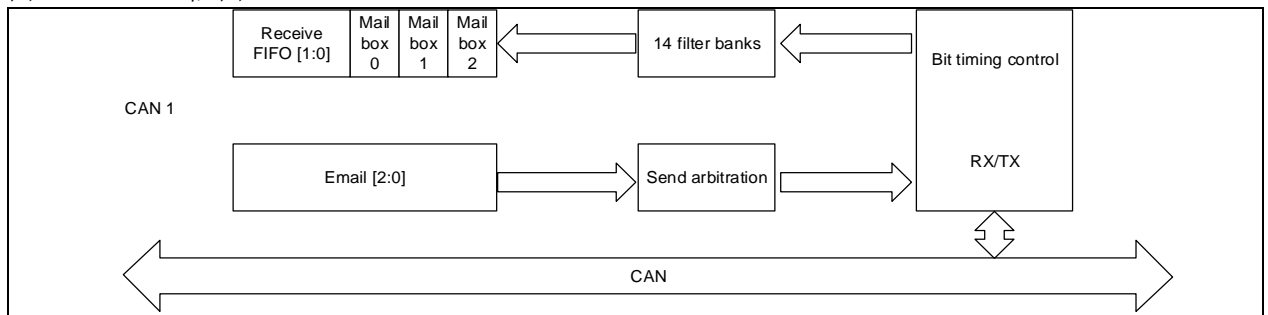 Receive
FIFO [1:0]
Mail
box
0
Mail
box
1
Mail
box
2
14 filter banks
Bit timing control
CAN 1
Email [2:0]
Send arbitration
RX/TX
CAN